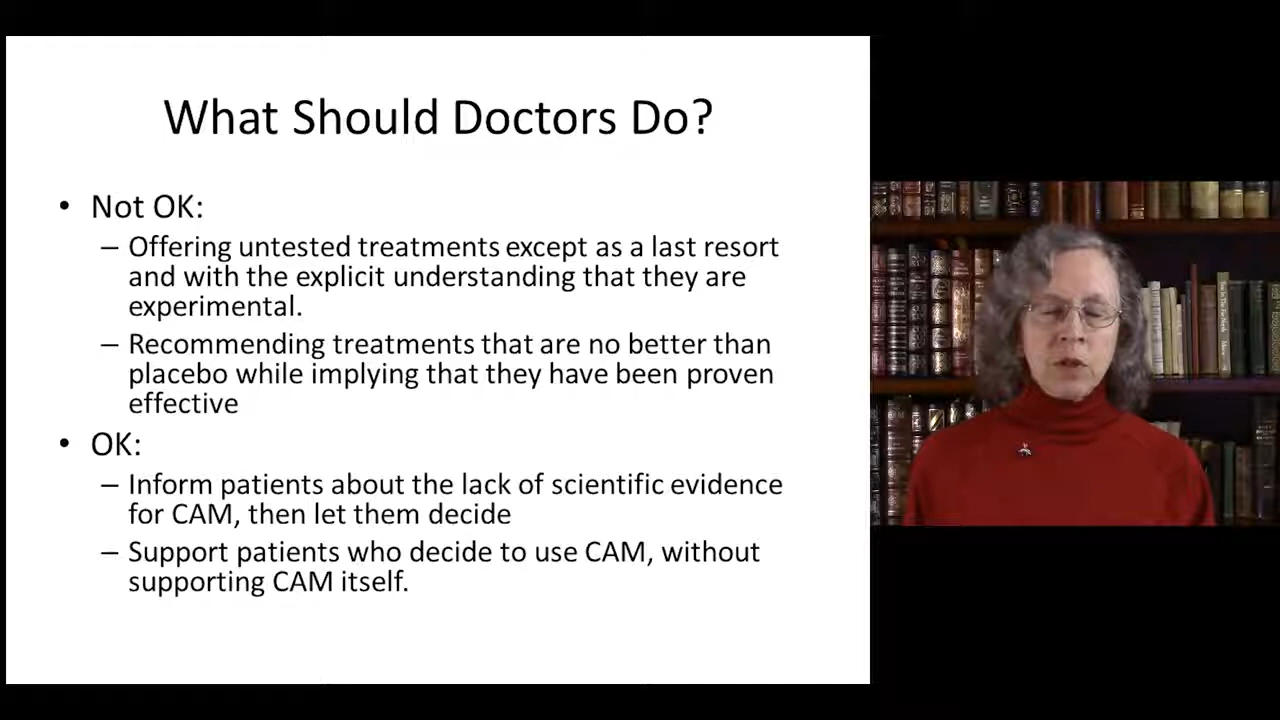 What Should Doctors Do?
• Not OK:
– Offering untested treatments except as a last resort
and with the explicit understanding that they are
experimental.
– Recommending treatments that are no better than
placebo while implying that they have been proven
effective
• OK:
– Inform patients about the lack of scientific evidence
for CAM, then let them decide
– Support patients who decide to use CAM, without
supporting CAM itself.